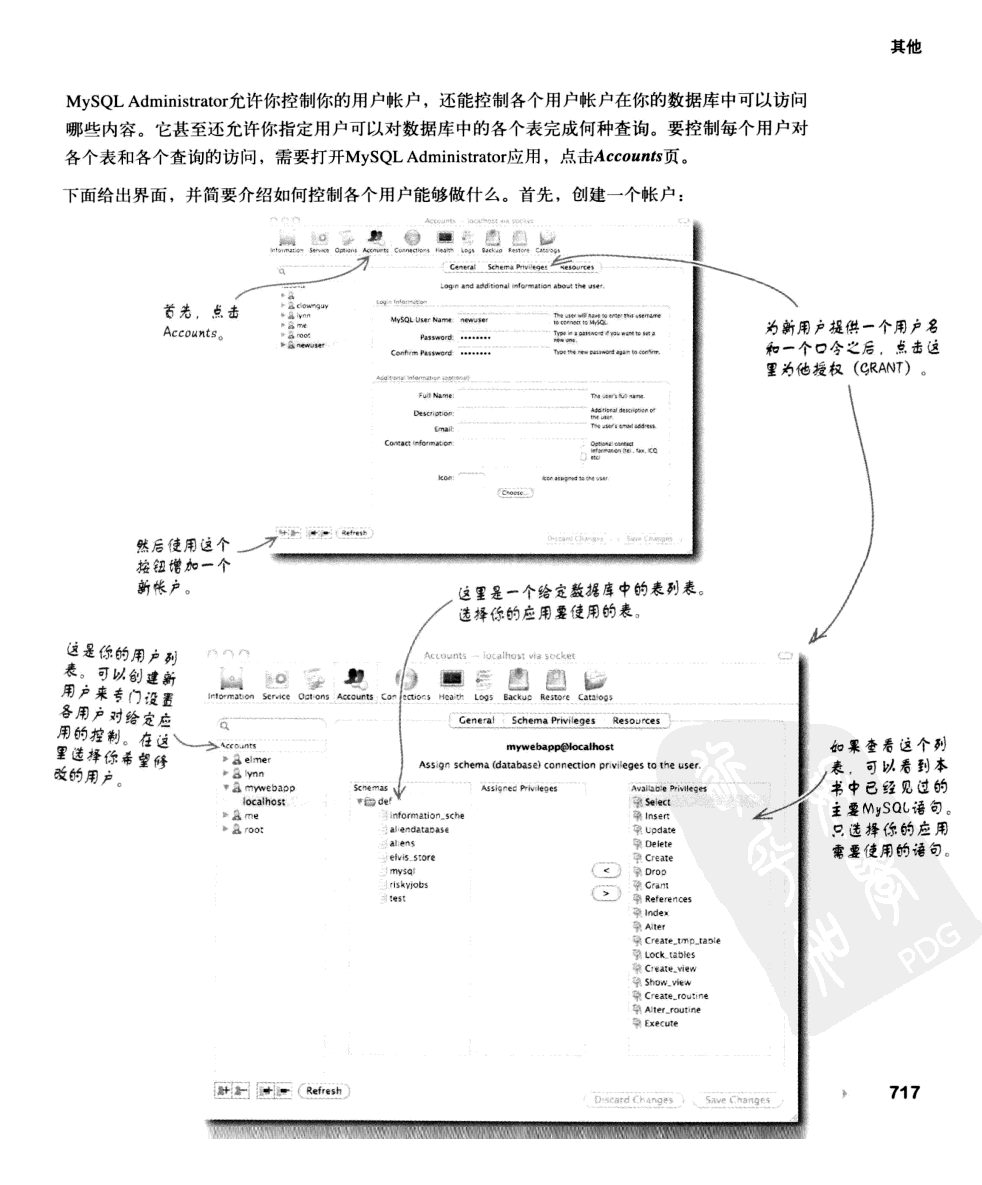 其他
MySQL Administrator允许你控制你的用户帐户，还能控制各个用户帐户在你的数据库中可以访问
哪些内容。它甚至还允许你指定用户可以对数据库中的各个表完成何种查询。要控制每个用户对
各个表和各个查询的访问，需要打开MySQL Administrator应用，点击Accounts页。
下面给出界面，并简要介绍如何控制各个用户能够做什么。首先，创建一个帐户：
Accounts — localhost via socket
Information Service Options Accounts Connections Health Logs Backup Restore Catalogs
General Schema Privileges Resources
Login and additional information about the user.
clownguy
lynn
me
root
newuser
Login Information
MySQL User Name: newuser
The user will have to enter this username
to connect to MySQL.
Password: ••••••••
Type in a password if you want to set a
new one.
Confirm Password: ••••••••
Type the new password again to confirm.
Additional Information (optional)
Full Name:
The user's full name.
Description:
Additional description of
the user.
Email:
The user's email address.
Contact Information:
Optional contact
information (tel., fax, ICQ,
etc)
Icon:
Icon assigned to the user.
Choose...
Refresh
Discard Changes Save Changes
首先，点击
Accounts。
为新用户提供一个用户名
和一个口令之后，点击这
里为他授权（GRANT）。
然后使用这个
按钮增加一个
新帐户。
这里是一个给定数据库中的表列表。
选择你的应用要使用的表。
这是你的用户列
表。可以创建新
用户来专门设置
各用户对给定应
用的控制。在这
里选择你希望修
改的用户。
Accounts — localhost via socket
Information Service Options Accounts Connections Health Logs Backup Restore Catalogs
General Schema Privileges Resources
mywebapp@localhost
Assign schema (database) connection privileges to the user.
Accounts
elmer
lynn
mywebapp
localhost
me
root
Schemas
def
information_sche
aliendatabase
aliens
elvis_store
mysql
riskyjobs
test
Assigned Privileges
<
>
Available Privileges
Select
Insert
Update
Delete
Create
Drop
Grant
References
Index
Alter
Create_tmp_table
Lock_tables
Create_view
Show_view
Create_routine
Alter_routine
Execute
Refresh
Discard Changes Save Changes
如果查看这个列
表，可以看到本
书中已经见过的
主要MySQL语句。
只选择你的应用
需要使用的语句。
PDG
717